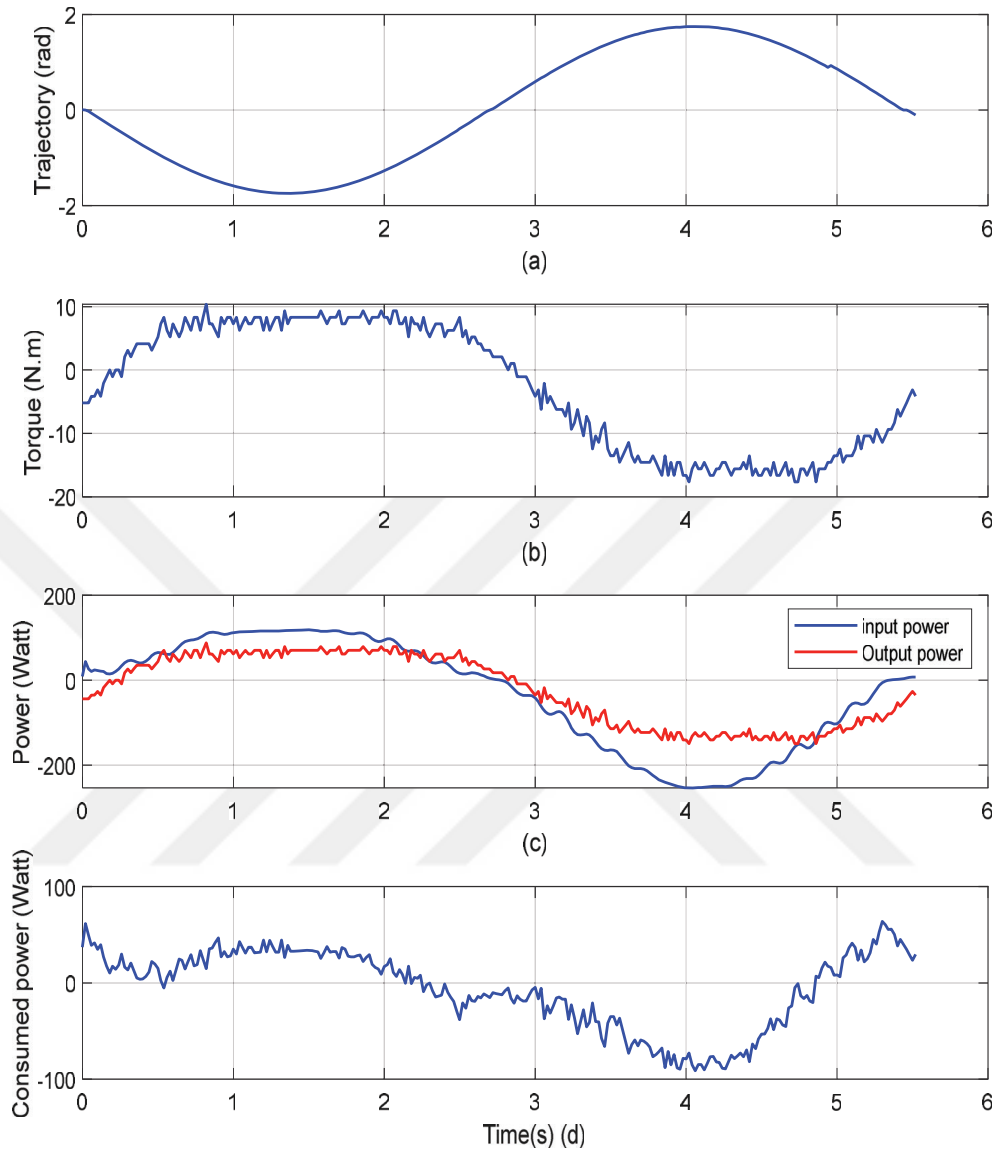 2
0
-2
Trajectory (rad)
0 1 2 3 4 5 6
(a)
10
0
-10
-20
Torque (N.m)
0 1 2 3 4 5 6
(b)
200
0
-200
Power (Watt)
input power
Output power
0 1 2 3 4 5 6
(c)
100
0
-100
Consumed power (Watt)
0 1 2 3 4 5 6
Time(s) (d)